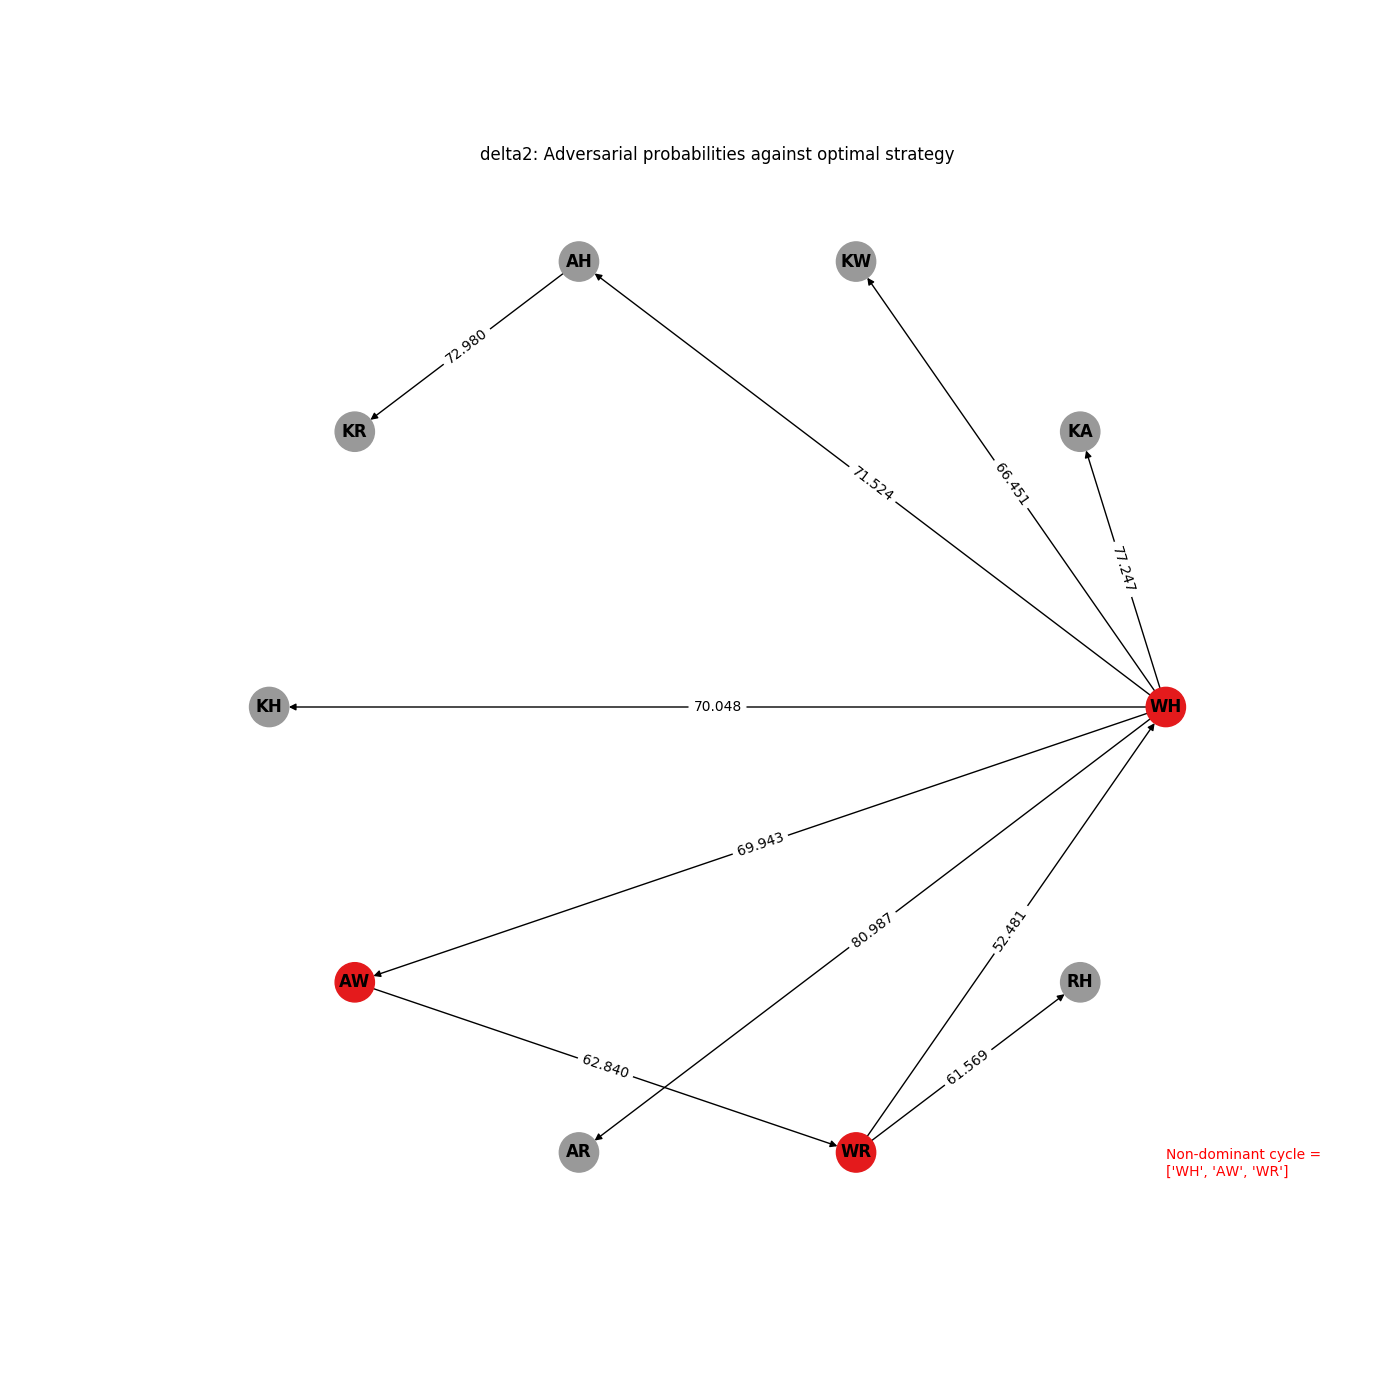 delta2: Adversarial probabilities against optimal strategy
AH
KW
72.980
KR
KA
71.524
66.451
77.247
KH
70.048
WH
69.943
80.987
52.481
AW
RH
62.840
61.569
AR
WR
Non-dominant cycle =
['WH', 'AW', 'WR']